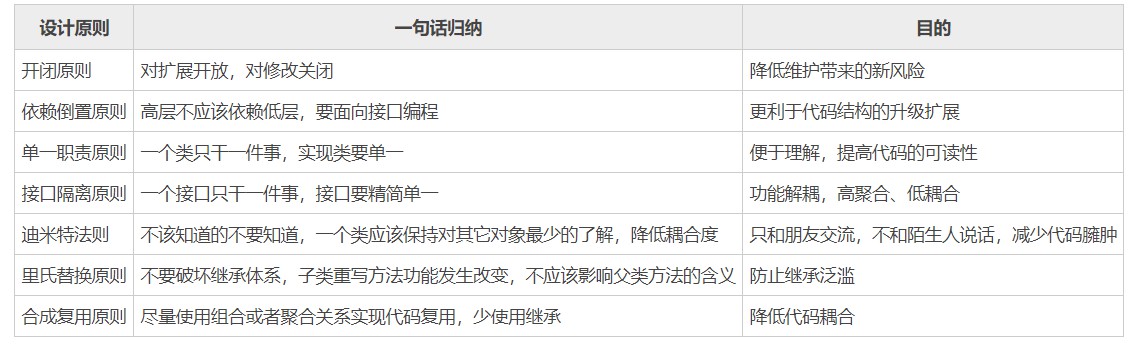 设计原则 一句话归纳 目的
开闭原则 对扩展开放，对修改关闭 降低维护带来的新风险
依赖倒置原则 高层不应该依赖低层，要面向接口编程 更利于代码结构的升级扩展
单一职责原则 一个类只干一件事，实现类要单一 便于理解，提高代码的可读性
接口隔离原则 一个接口只干一件事，接口要精简单一 功能解耦，高聚合、低耦合
迪米特法则 不该知道的不要知道，一个类应该保持对其它对象最少的了解，降低耦合度 只和朋友交流，不和陌生人说话，减少代码臃肿
里氏替换原则 不要破坏继承体系，子类重写方法功能发生改变，不应该影响父类方法的含义 防止继承泛滥
合成复用原则 尽量使用组合或者聚合关系实现代码复用，少使用继承 降低代码耦合